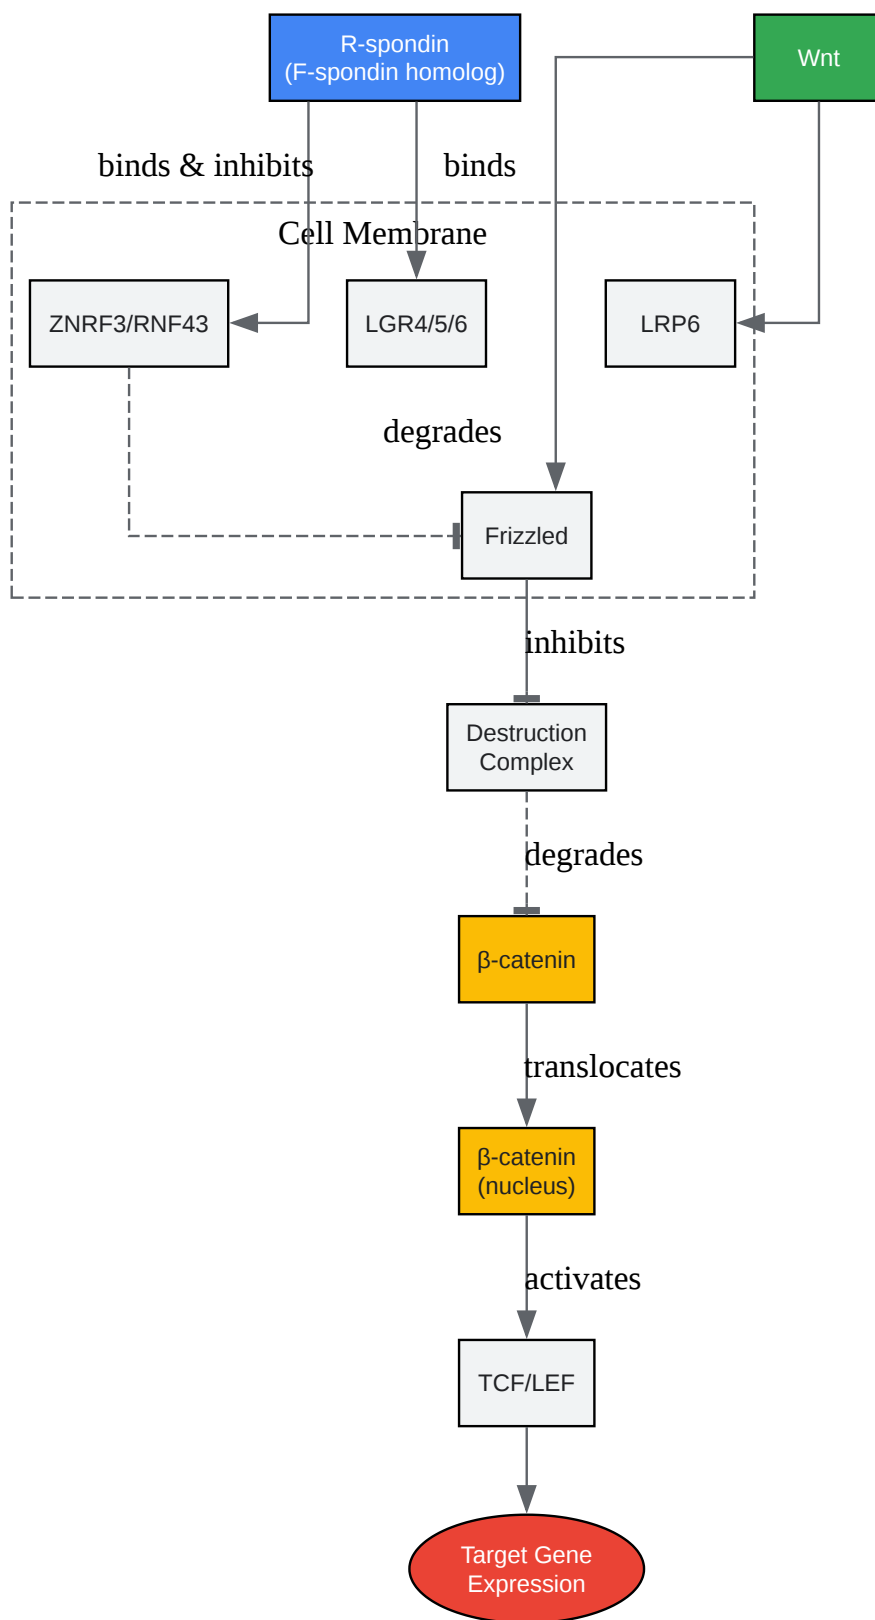 R-spondin
(F-spondin homolog)
Wnt
binds & inhibits
binds
Cell Membrane
ZNRF3/RNF43
LGR4/5/6
LRP6
degrades
Frizzled
inhibits
Destruction
Complex
degrades
β-catenin
translocates
β-catenin
(nucleus)
activates
TCF/LEF
Target Gene
Expression